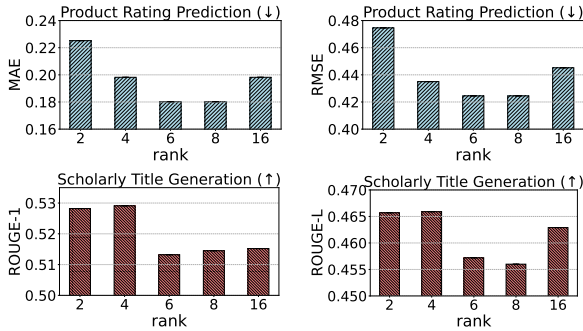 Product Rating Prediction (↓)
MAE
0.24
0.22
0.20
0.18
0.16
2 4 6 8 16
rank
Product Rating Prediction (↓)
RMSE
0.48
0.46
0.44
0.42
0.40
2 4 6 8 16
rank
Scholarly Title Generation (↑)
ROUGE-1
0.53
0.52
0.51
0.50
2 4 6 8 16
rank
Scholarly Title Generation (↑)
ROUGE-L
0.470
0.465
0.460
0.455
0.450
2 4 6 8 16
rank